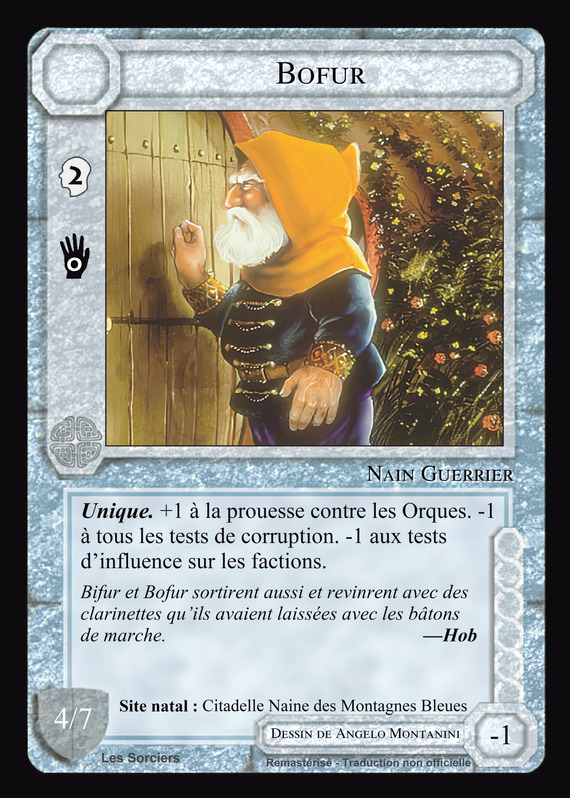 Bofur
2
0
Nain Guerrier
Unique. +1 à la prouesse contre les Orques. -1
à tous les tests de corruption. -1 aux tests
d'influence sur les factions.
Bifur et Bofur sortirent aussi et revinrent avec des
clarinettes qu'ils avaient laissées avec les bâtons
de marche. —Hob
Site natal : Citadelle Naine des Montagnes Bleues
4/7
Dessin de Angelo Montanini
-1
Les Sorciers
Remastérisé - Traduction non officielle